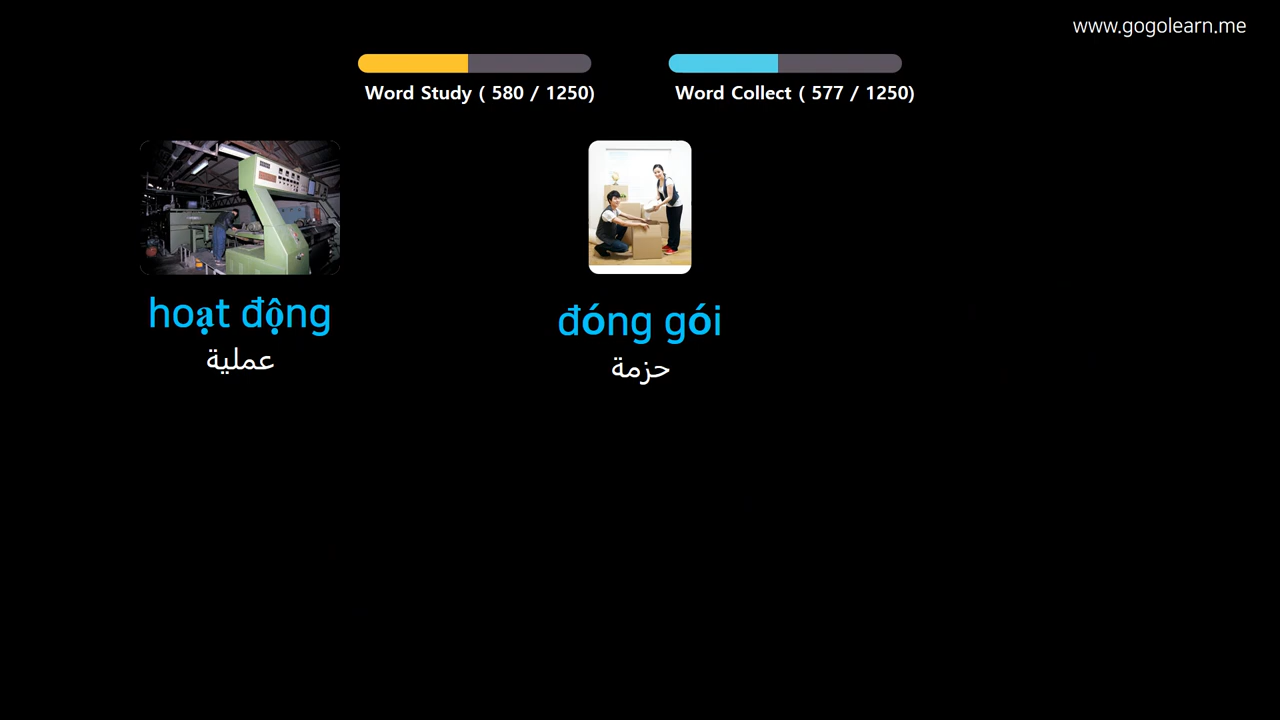 www.gogolearn.me
Word Study ( 580 / 1250)
Word Collect ( 577 / 1250)
hoạt động
عملية
đóng gói
حزمة